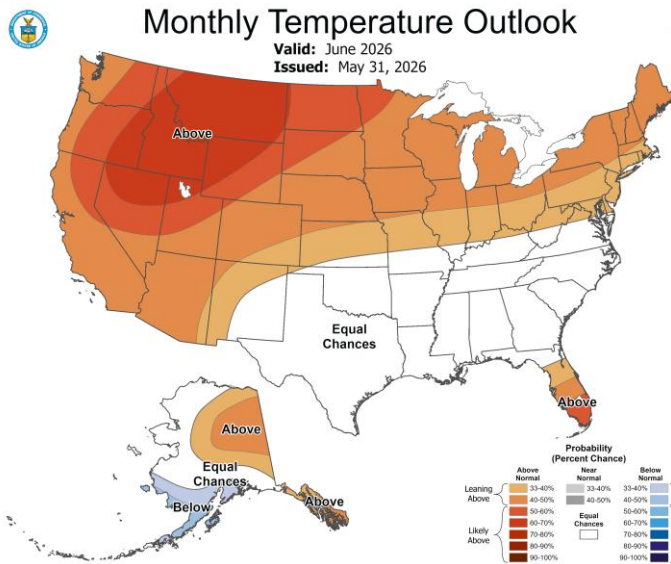 Monthly Temperature Outlook
Valid: June 2026
Issued: May 31, 2026
Above
Equal
Chances
Above
Above
Equal
Chances
Below
Above
Probability
(Percent Chance)
Above
Normal
Near
Normal
Below
Normal
Leaning
Above
33-40%
33-40%
33-40%
40-50%
40-50%
40-50%
Likely
Above
50-60%
Equal
Chances
50-60%
60-70%
60-70%
70-80%
70-80%
80-90%
80-90%
90-100%
90-100%